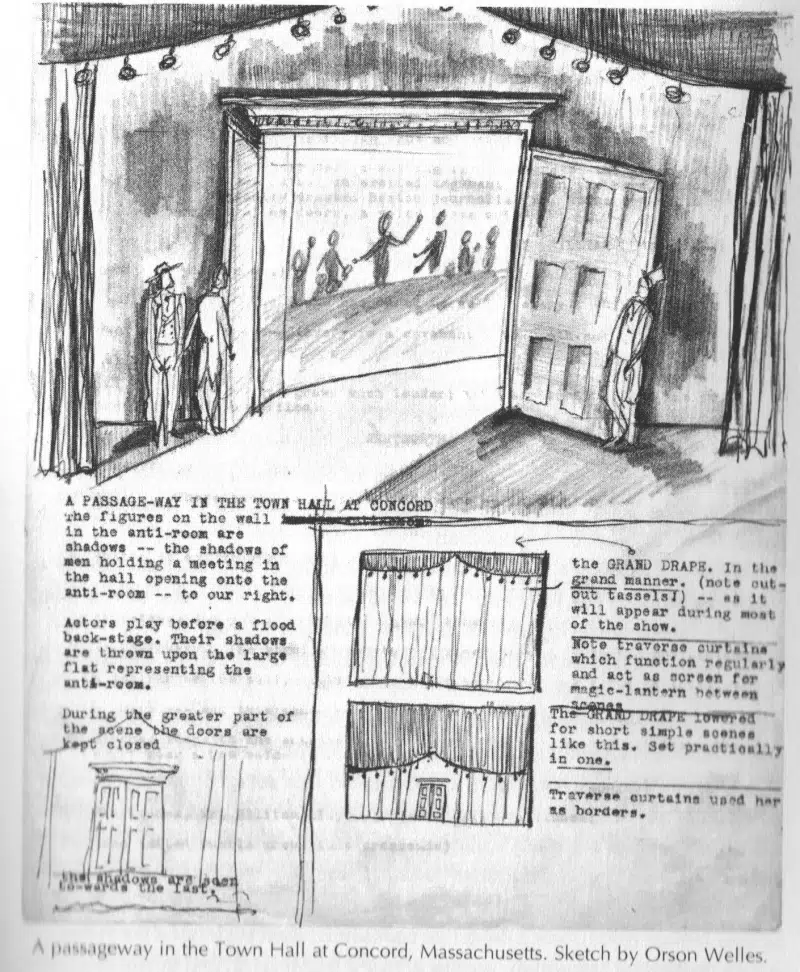 A PASSAGE-WAY IN THE TOWN HALL AT CONCORD
The figures on the wall
in the anti-room are
shadows -- the shadows of
men holding a meeting in
the hall opening onto the
anti-room -- to our right.
Actors play before a flood
back-stage. Their shadows
are thrown upon the large
flat representing the
anti-room.
During the greater part of
the scene the doors are
kept closed
the shadows are seen
to-wards the last.
the GRAND DRAPE. In the
grand manner. (note cut-
out tassels!) -- as it
will appear during most
of the show.
Note traverse curtains
which function regularly
and act as screen for
magic-lantern between
scenes
The GRAND DRAPE lowered
for short simple scenes
like this. Set practically
in one.
Traverse curtains used her
as borders.
A passageway in the Town Hall at Concord, Massachusetts. Sketch by Orson Welles.